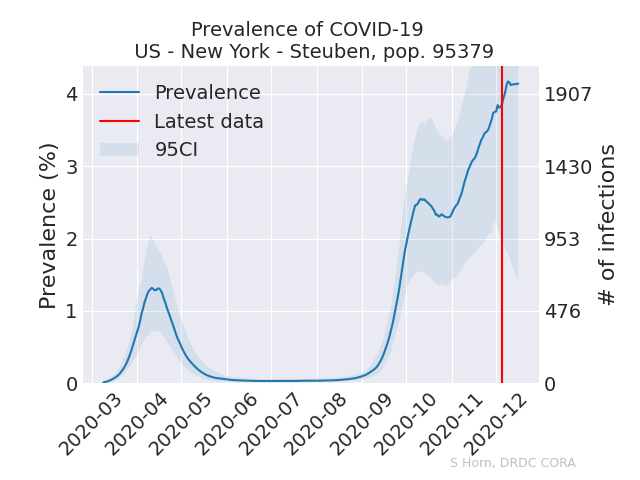 Prevalence of COVID-19
US - New York - Steuben, pop. 95379
Prevalence
Latest data
95CI
Prevalence (%)
4
3
2
1
0
1907
1430
953
476
0
# of infections
2020-03
2020-04
2020-05
2020-06
2020-07
2020-08
2020-09
2020-10
2020-11
2020-12
S Horn, DRDC CORA